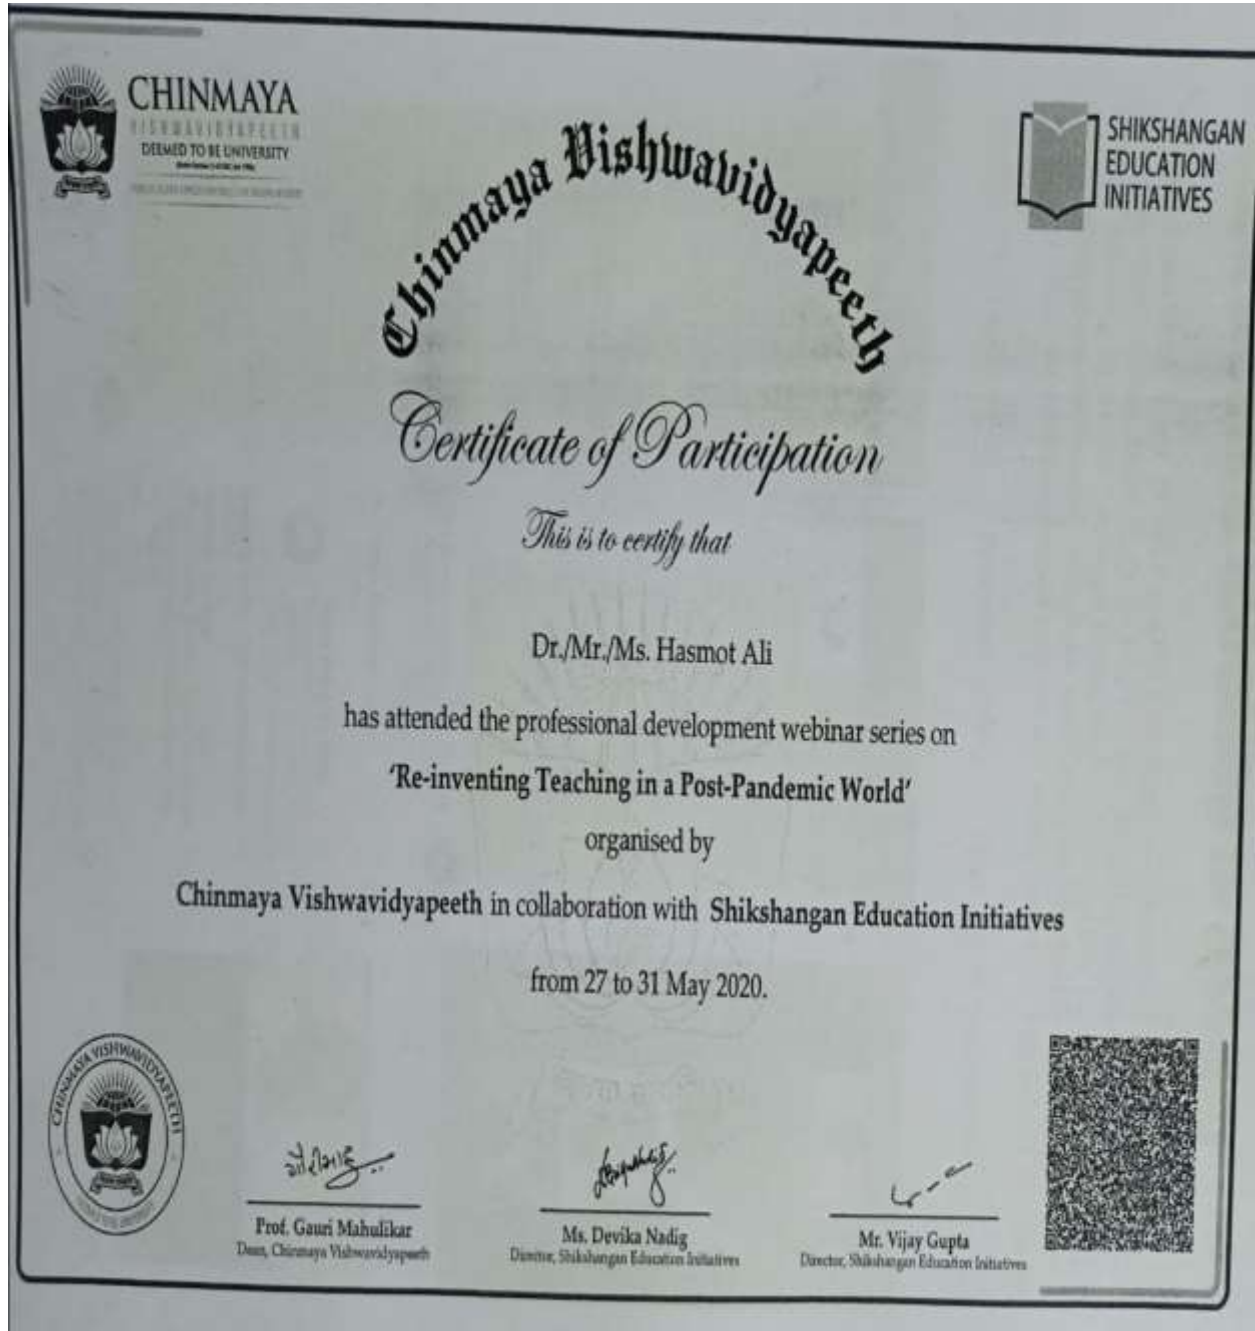 CHINMAYA
VISHWAVIDYAPEETH
DEEMED TO BE UNIVERSITY
SHIKSHANGAN
EDUCATION
INITIATIVES
Chinmaya Vishwavidyapeeth
Certificate of Participation
This is to certify that
Dr./Mr./Ms. Hasmot Ali
has attended the professional development webinar series on
‘Re-inventing Teaching in a Post-Pandemic World’
organised by
Chinmaya Vishwavidyapeeth in collaboration with Shikshangan Education Initiatives
from 27 to 31 May 2020.
CHINMAYA VISHWAVIDYAPEETH
Prof. Gauri Mahulikar
Dean, Chinmaya Vishwavidyapeeth
Ms. Devika Nadig
Director, Shikshangan Education Initiatives
Mr. Vijay Gupta
Director, Shikshangan Education Initiatives